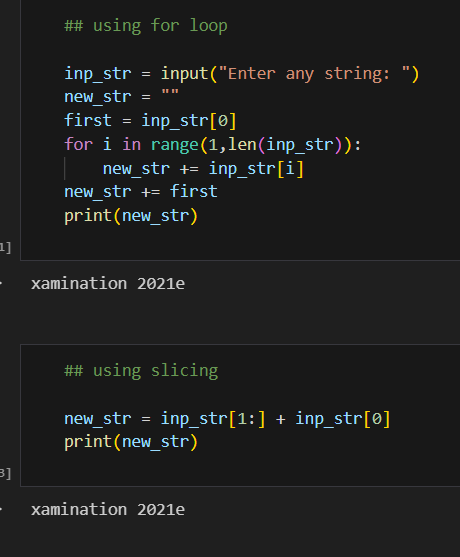 ## using for loop
inp_str = input("Enter any string: ")
new_str = ""
first = inp_str[0]
for i in range(1,len(inp_str)):
    new_str += inp_str[i]
new_str += first
print(new_str)
1]
xamination 2021e
## using slicing
new_str = inp_str[1:] + inp_str[0]
print(new_str)
3]
xamination 2021e